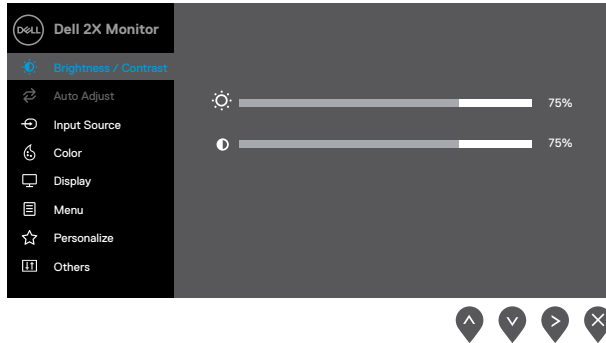 DELL Dell 2X Monitor
Brightness / Contrast
Auto Adjust
75%
Input Source
Color
75%
Display
Menu
Personalize
Others